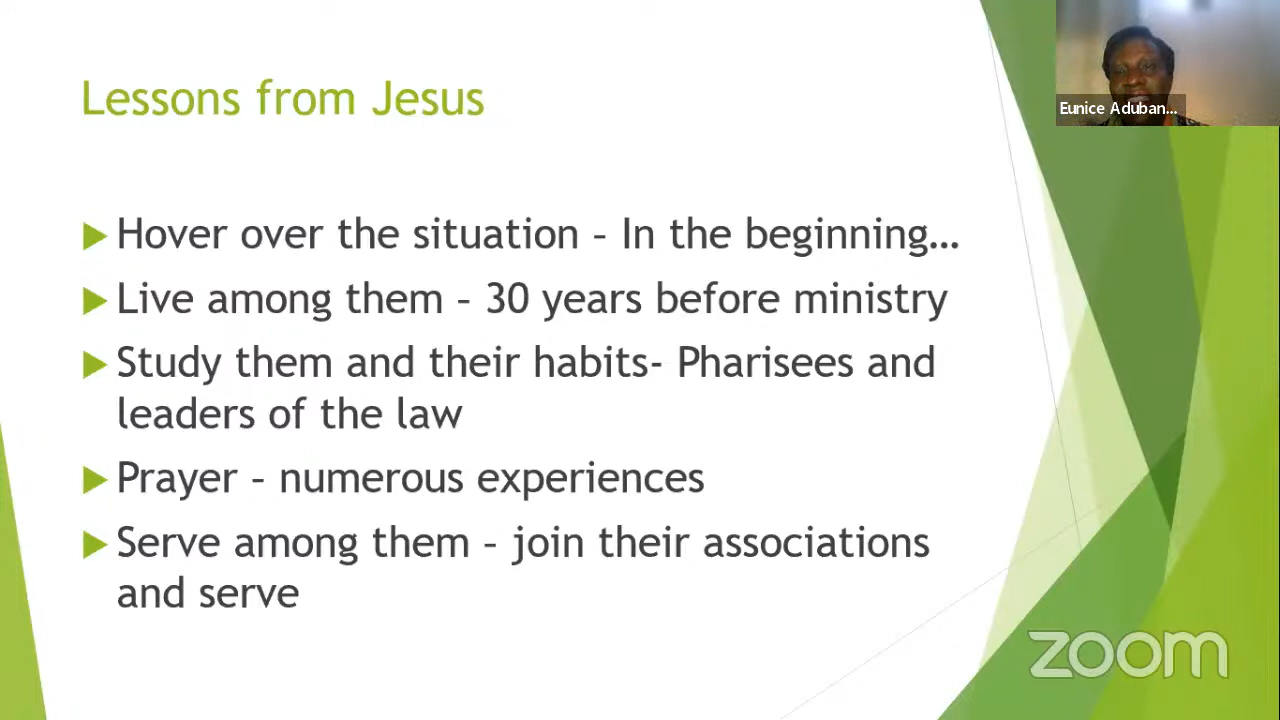 Lessons from Jesus
Eunice Aduban...
Hover over the situation – In the beginning…
Live among them – 30 years before ministry
Study them and their habits- Pharisees and
leaders of the law
Prayer – numerous experiences
Serve among them – join their associations
and serve
zoom